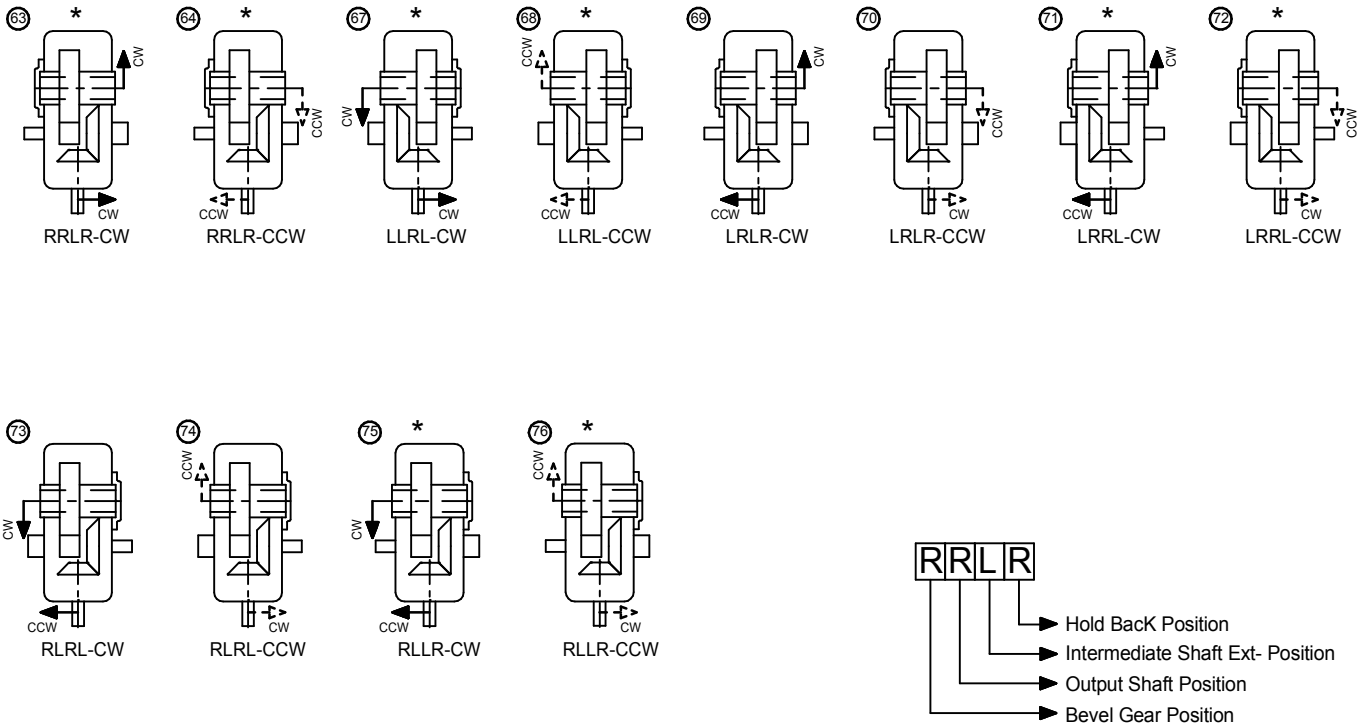 63 * 64 * 67 * 68 * 69 70 71 * 72 *
CW CCW CW CCW CW CCW CW CCW
CW CCW CW CCW CCW CW CCW CW
RRLR-CW RRLR-CCW LLRL-CW LLRL-CCW LRLR-CW LRLR-CCW LRRL-CW LRRL-CCW
73 74 75 * 76 *
CW CCW CW CCW
CCW CW CCW CW
RLRL-CW RLRL-CCW RLLR-CW RLLR-CCW
RRLR
Hold BacK Position
Intermediate Shaft Ext- Position
Output Shaft Position
Bevel Gear Position